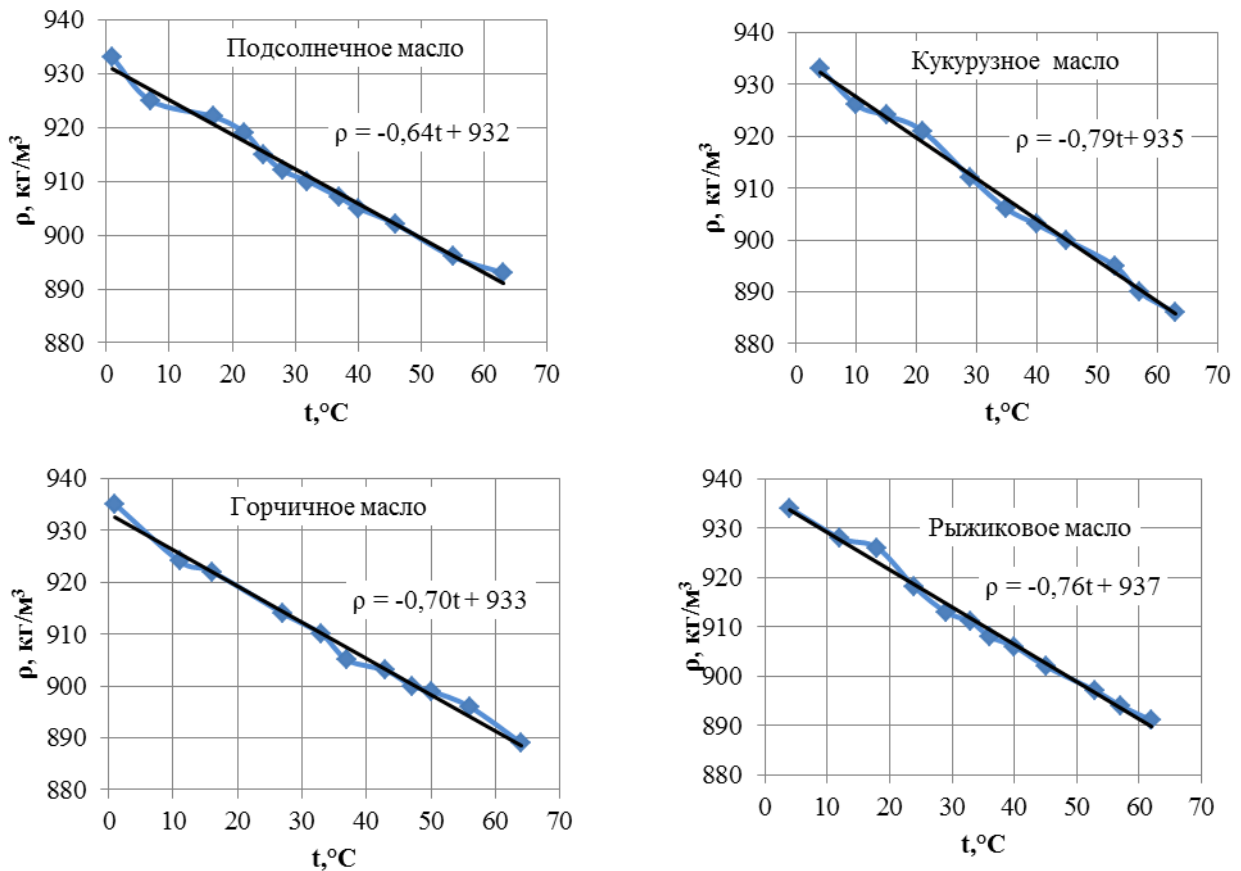 Подсолнечное масло
ρ = -0,64t + 932
ρ, кг/м³
940
930
920
910
900
890
880
0 10 20 30 40 50 60 70
t,°C
Кукурузное масло
ρ = -0,79t+ 935
ρ, кг/м³
940
930
920
910
900
890
880
0 10 20 30 40 50 60 70
t,°C
Горчичное масло
ρ = -0,70t + 933
ρ, кг/м³
940
930
920
910
900
890
880
0 10 20 30 40 50 60 70
t,°C
Рыжиковое масло
ρ = -0,76t + 937
ρ, кг/м³
940
930
920
910
900
890
880
0 10 20 30 40 50 60 70
t,°C